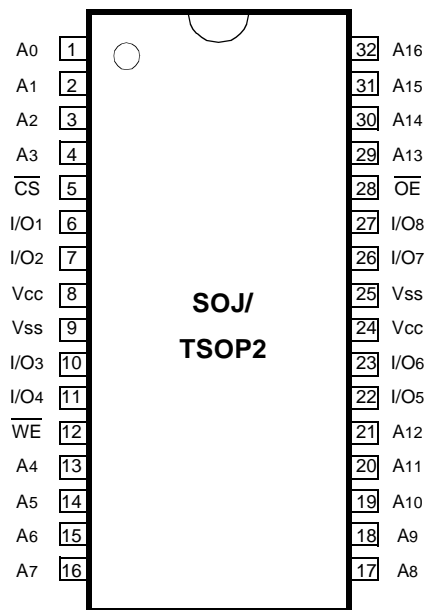 A0 1 32 A16
A1 2 31 A15
A2 3 30 A14
A3 4 29 A13
C̅S̅ 5 28 O̅E̅
I/O1 6 27 I/O8
I/O2 7 26 I/O7
Vcc 8 25 Vss
Vss 9 24 Vcc
I/O3 10 23 I/O6
I/O4 11 22 I/O5
W̅E̅ 12 21 A12
A4 13 20 A11
A5 14 19 A10
A6 15 18 A9
A7 16 17 A8
SOJ/
TSOP2